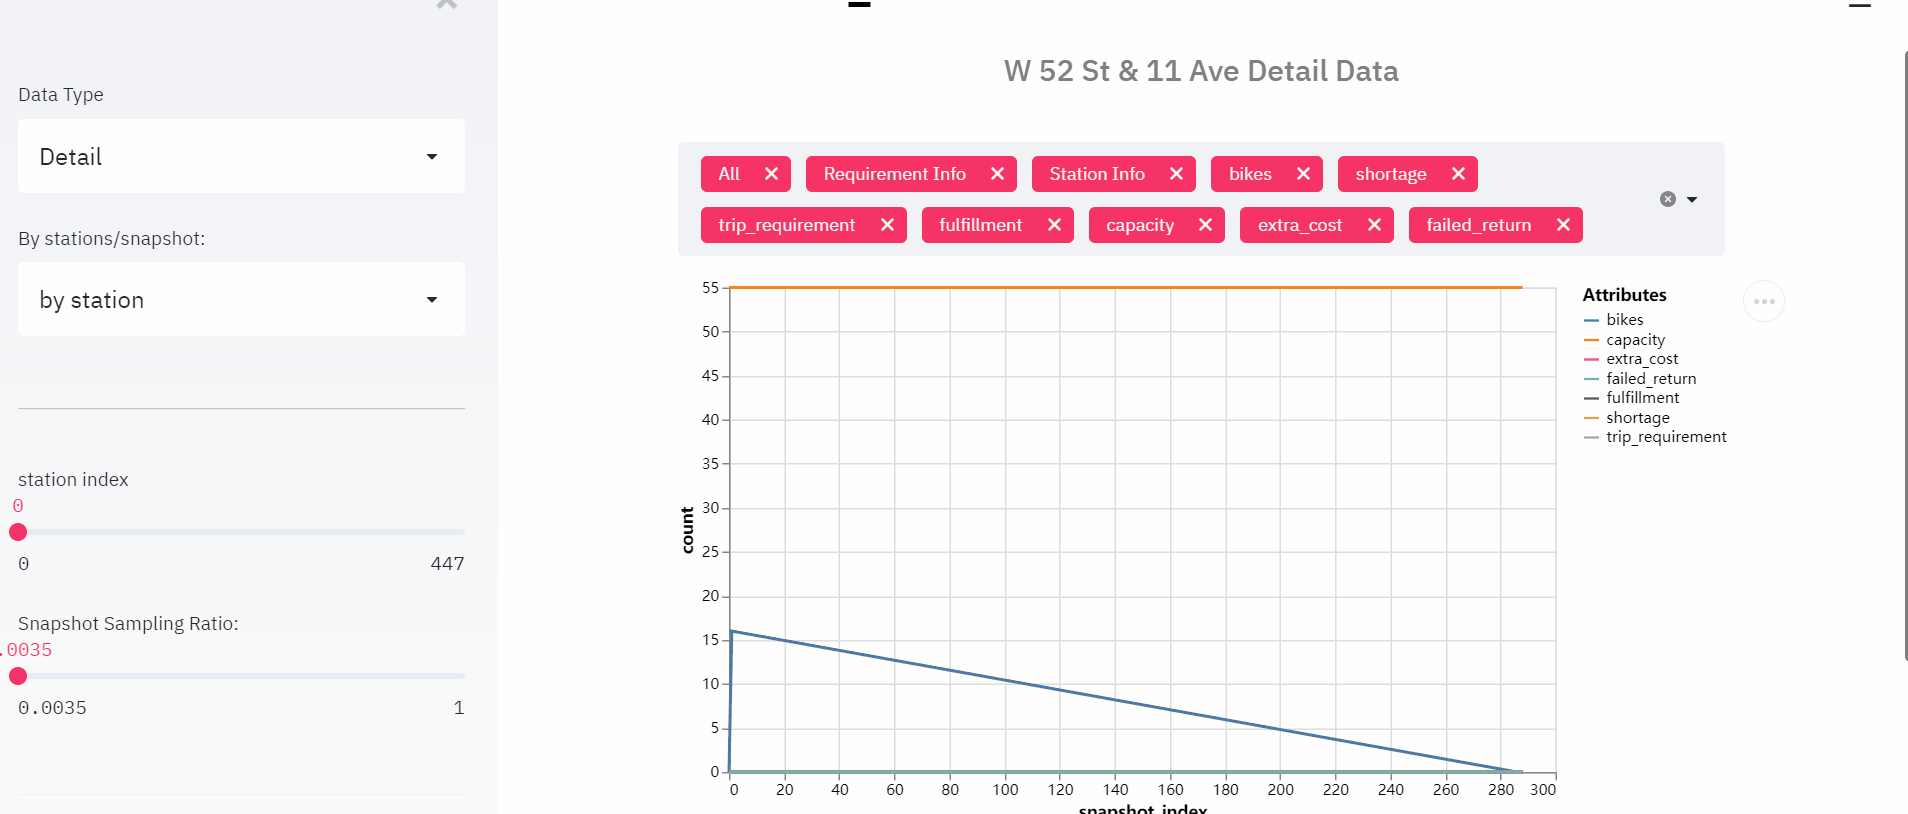 Data Type
Detail
By stations/snapshot:
by station
station index
0
0 447
Snapshot Sampling Ratio:
.0035
0.0035 1
W 52 St & 11 Ave Detail Data
All Requirement Info Station Info bikes shortage
trip_requirement fulfillment capacity extra_cost failed_return
Attributes
bikes
capacity
extra_cost
failed_return
fulfillment
shortage
trip_requirement
count
55
50
45
40
35
30
25
20
15
10
5
0
0 20 40 60 80 100 120 140 160 180 200 220 240 260 280 300
snapshot_index